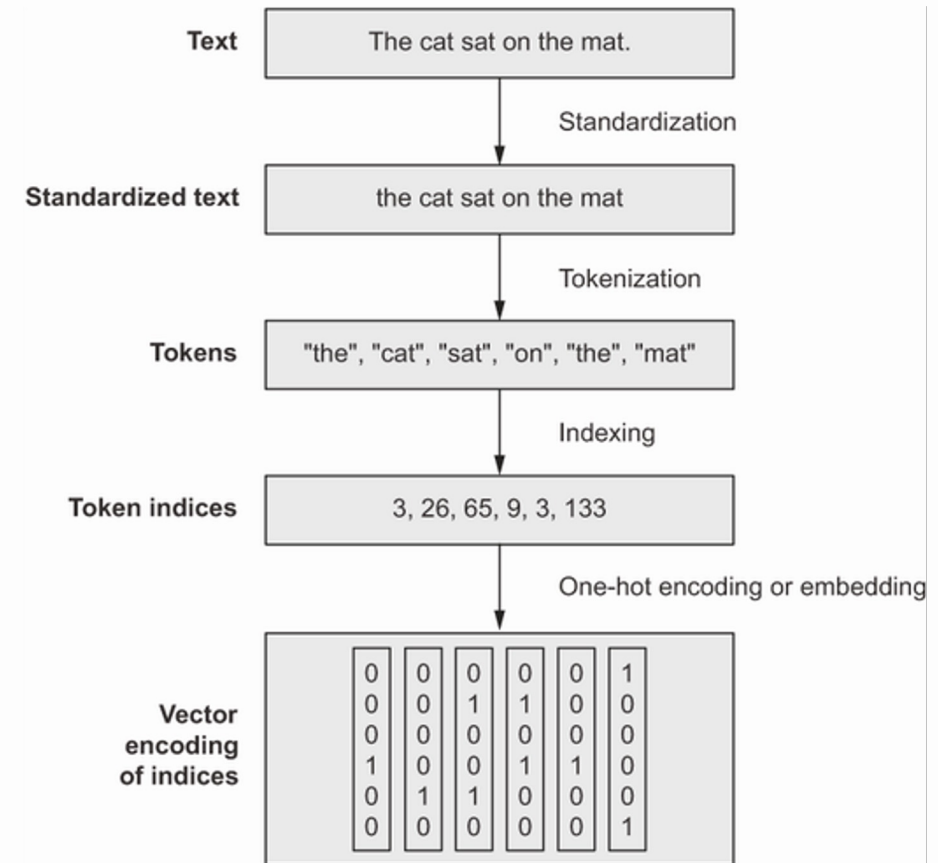 Text
The cat sat on the mat.
Standardization
Standardized text
the cat sat on the mat
Tokenization
Tokens
"the", "cat", "sat", "on", "the", "mat"
Indexing
Token indices
3, 26, 65, 9, 3, 133
One-hot encoding or embedding
Vector
encoding
of indices
0 0 0 0 0 1
0 0 1 1 0 0
0 0 0 0 0 0
1 0 0 1 1 0
0 1 1 0 0 0
0 0 0 0 0 1